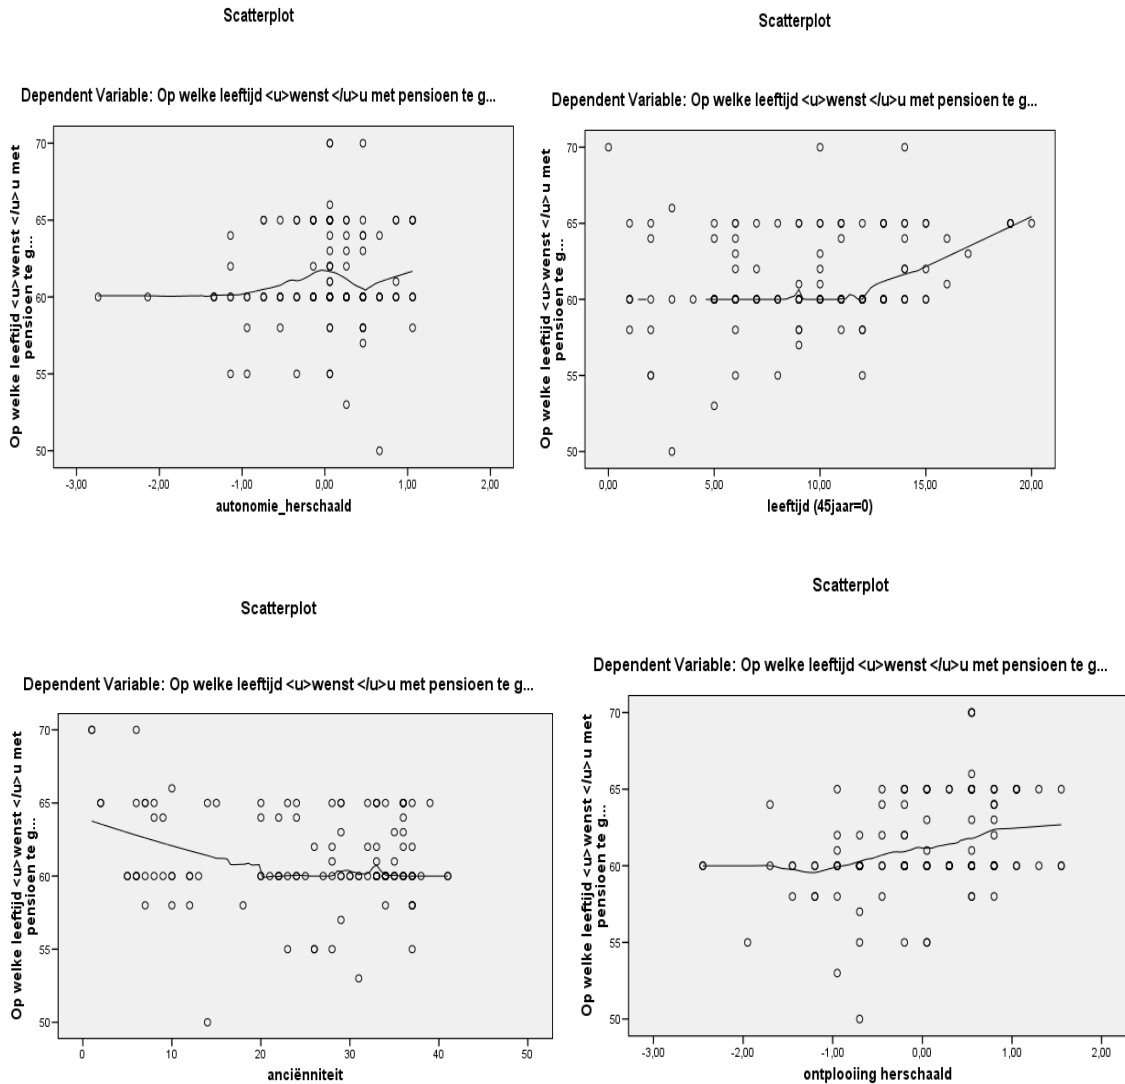 Scatterplot
Dependent Variable: Op welke leeftijd <u>wenst </u>u met pensioen te g...
Op welke leeftijd <u>wenst </u>u met
pensioen te g...
70
65
60
55
50
-3,00 -2,00 -1,00 0,00 1,00 2,00
autonomie_herschaald
Scatterplot
Dependent Variable: Op welke leeftijd <u>wenst </u>u met pensioen te g...
Op welke leeftijd <u>wenst </u>u met
pensioen te g...
70
65
60
55
50
0,00 5,00 10,00 15,00 20,00
leeftijd (45jaar=0)
Scatterplot
Dependent Variable: Op welke leeftijd <u>wenst </u>u met pensioen te g...
Op welke leeftijd <u>wenst </u>u met
pensioen te g...
70
65
60
55
50
0 10 20 30 40 50
anciënniteit
Scatterplot
Dependent Variable: Op welke leeftijd <u>wenst </u>u met pensioen te g...
Op welke leeftijd <u>wenst </u>u met
pensioen te g...
70
65
60
55
50
-3,00 -2,00 -1,00 0,00 1,00 2,00
ontplooiing herschaald